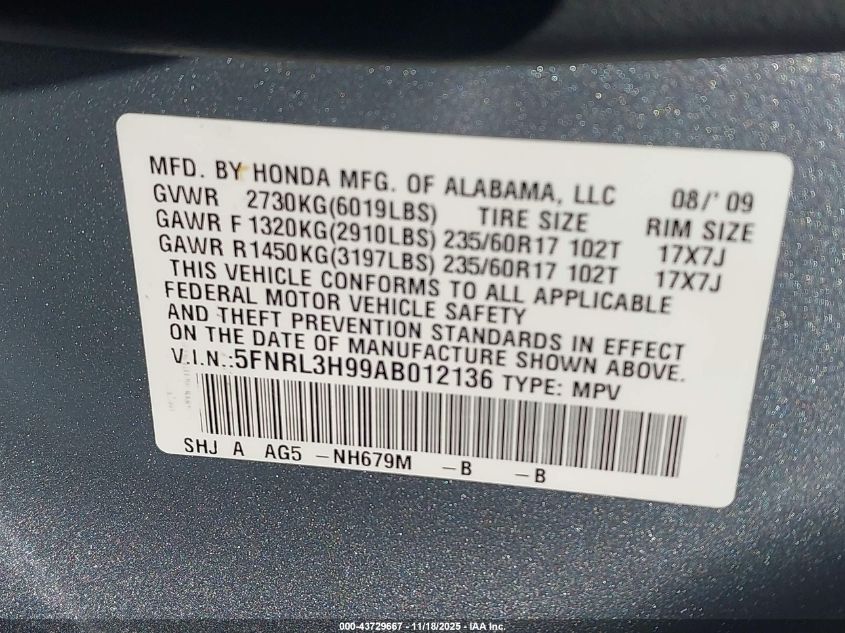 MFD. BY HONDA MFG. OF ALABAMA, LLC 08/' 09
GVWR 2730KG(6019LBS) TIRE SIZE RIM SIZE
GAWR F 1320KG(2910LBS) 235/60R17 102T 17X7J
GAWR R1450KG(3197LBS) 235/60R17 102T 17X7J
THIS VEHICLE CONFORMS TO ALL APPLICABLE
FEDERAL MOTOR VEHICLE SAFETY
AND THEFT PREVENTION STANDARDS IN EFFECT
ON THE DATE OF MANUFACTURE SHOWN ABOVE.
V.I.N.:5FNRL3H99AB012136 TYPE: MPV
SHJ A AG5 -NH679M -B -B
000-43729667 - 11/18/2025 - IAA Inc.